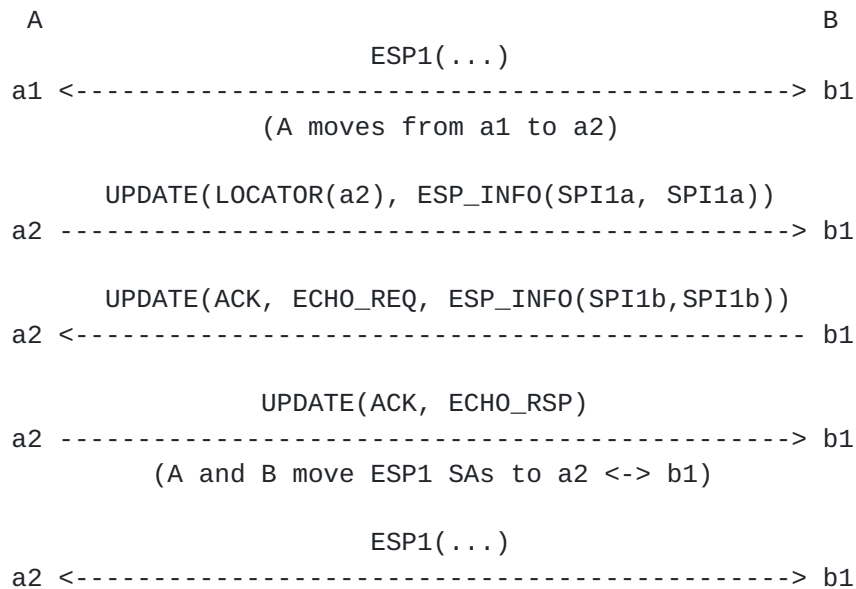 A B
ESP1(...)
a1 <----------------------------------------------> b1
(A moves from a1 to a2)
UPDATE(LOCATOR(a2), ESP_INFO(SPI1a, SPI1a))
a2 -----------------------------------------------> b1
UPDATE(ACK, ECHO_REQ, ESP_INFO(SPI1b,SPI1b))
a2 <----------------------------------------------- b1
UPDATE(ACK, ECHO_RSP)
a2 -----------------------------------------------> b1
(A and B move ESP1 SAs to a2 <-> b1)
ESP1(...)
a2 <----------------------------------------------> b1